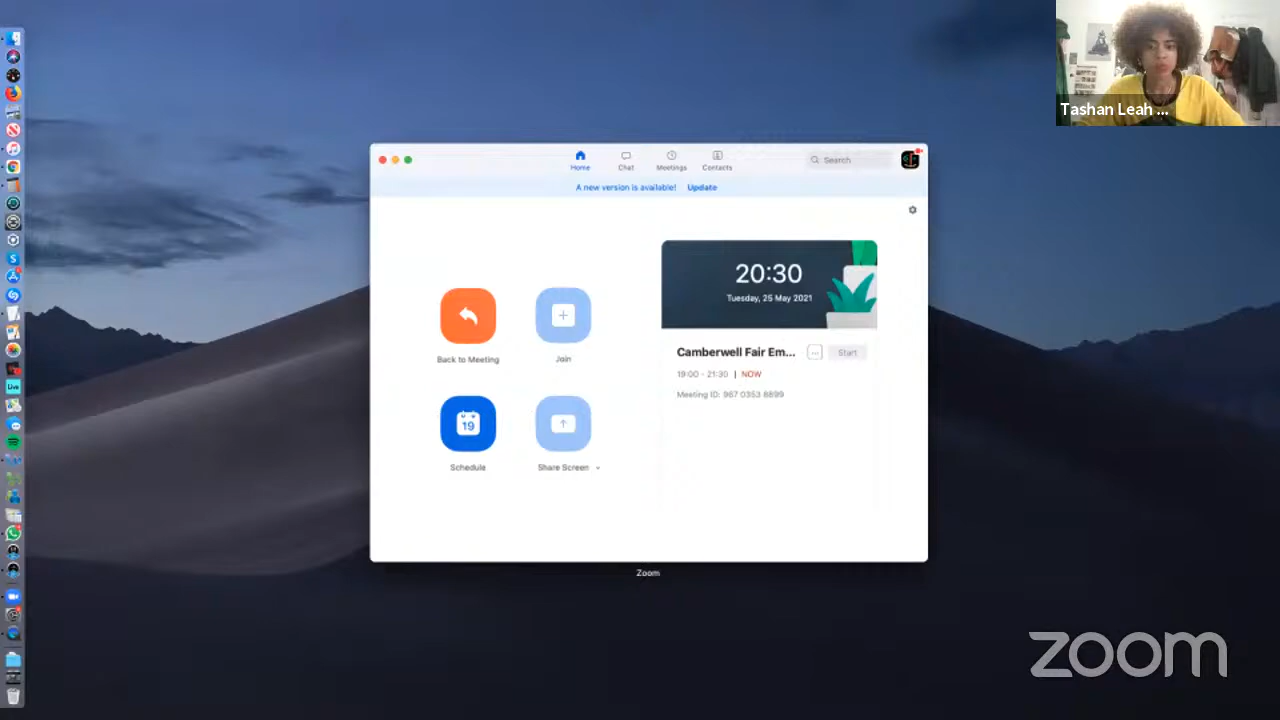 Tashan Leah ...
Home
Chat
Meetings
Contacts
Search
A new version is available! Update
20:30
Tuesday, 25 May 2021
Back to Meeting
Join
Camberwell Fair Em...
Start
19:00 - 21:30 | NOW
Meeting ID: 967 0353 8899
19
Schedule
Share Screen
Zoom
Live
zoom